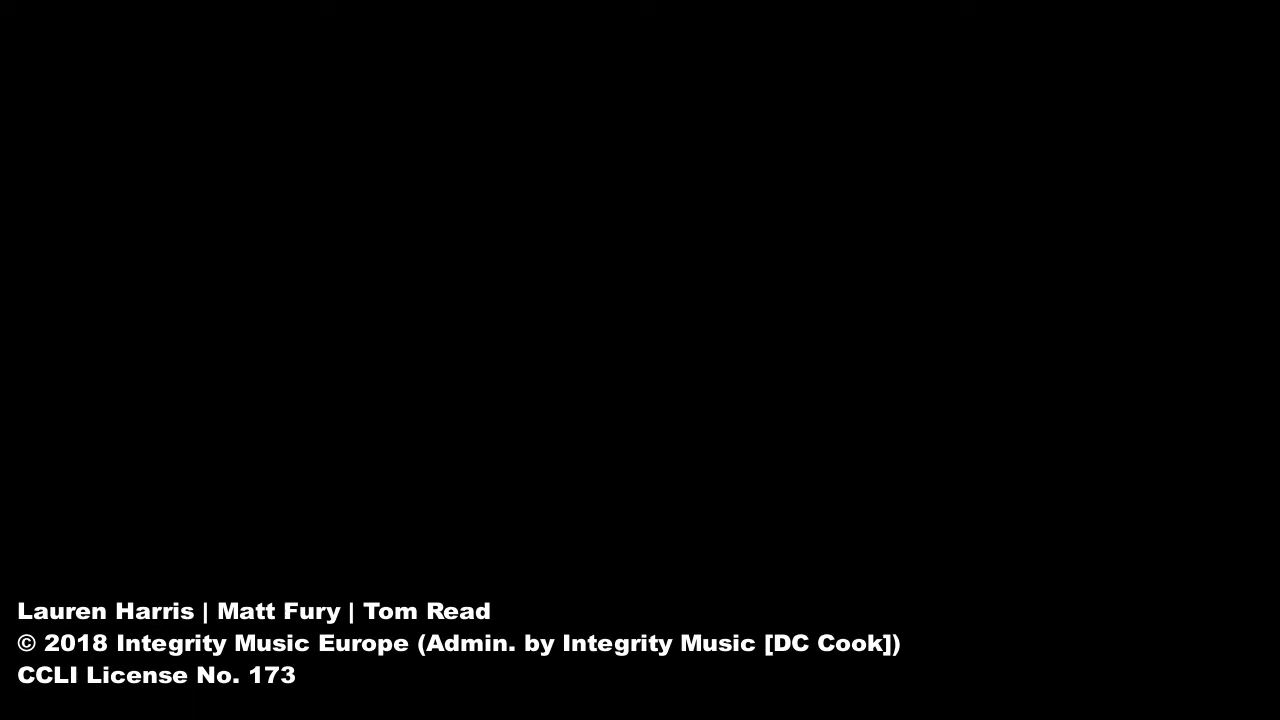 Lauren Harris | Matt Fury | Tom Read
© 2018 Integrity Music Europe (Admin. by Integrity Music [DC Cook])
CCLI License No. 173